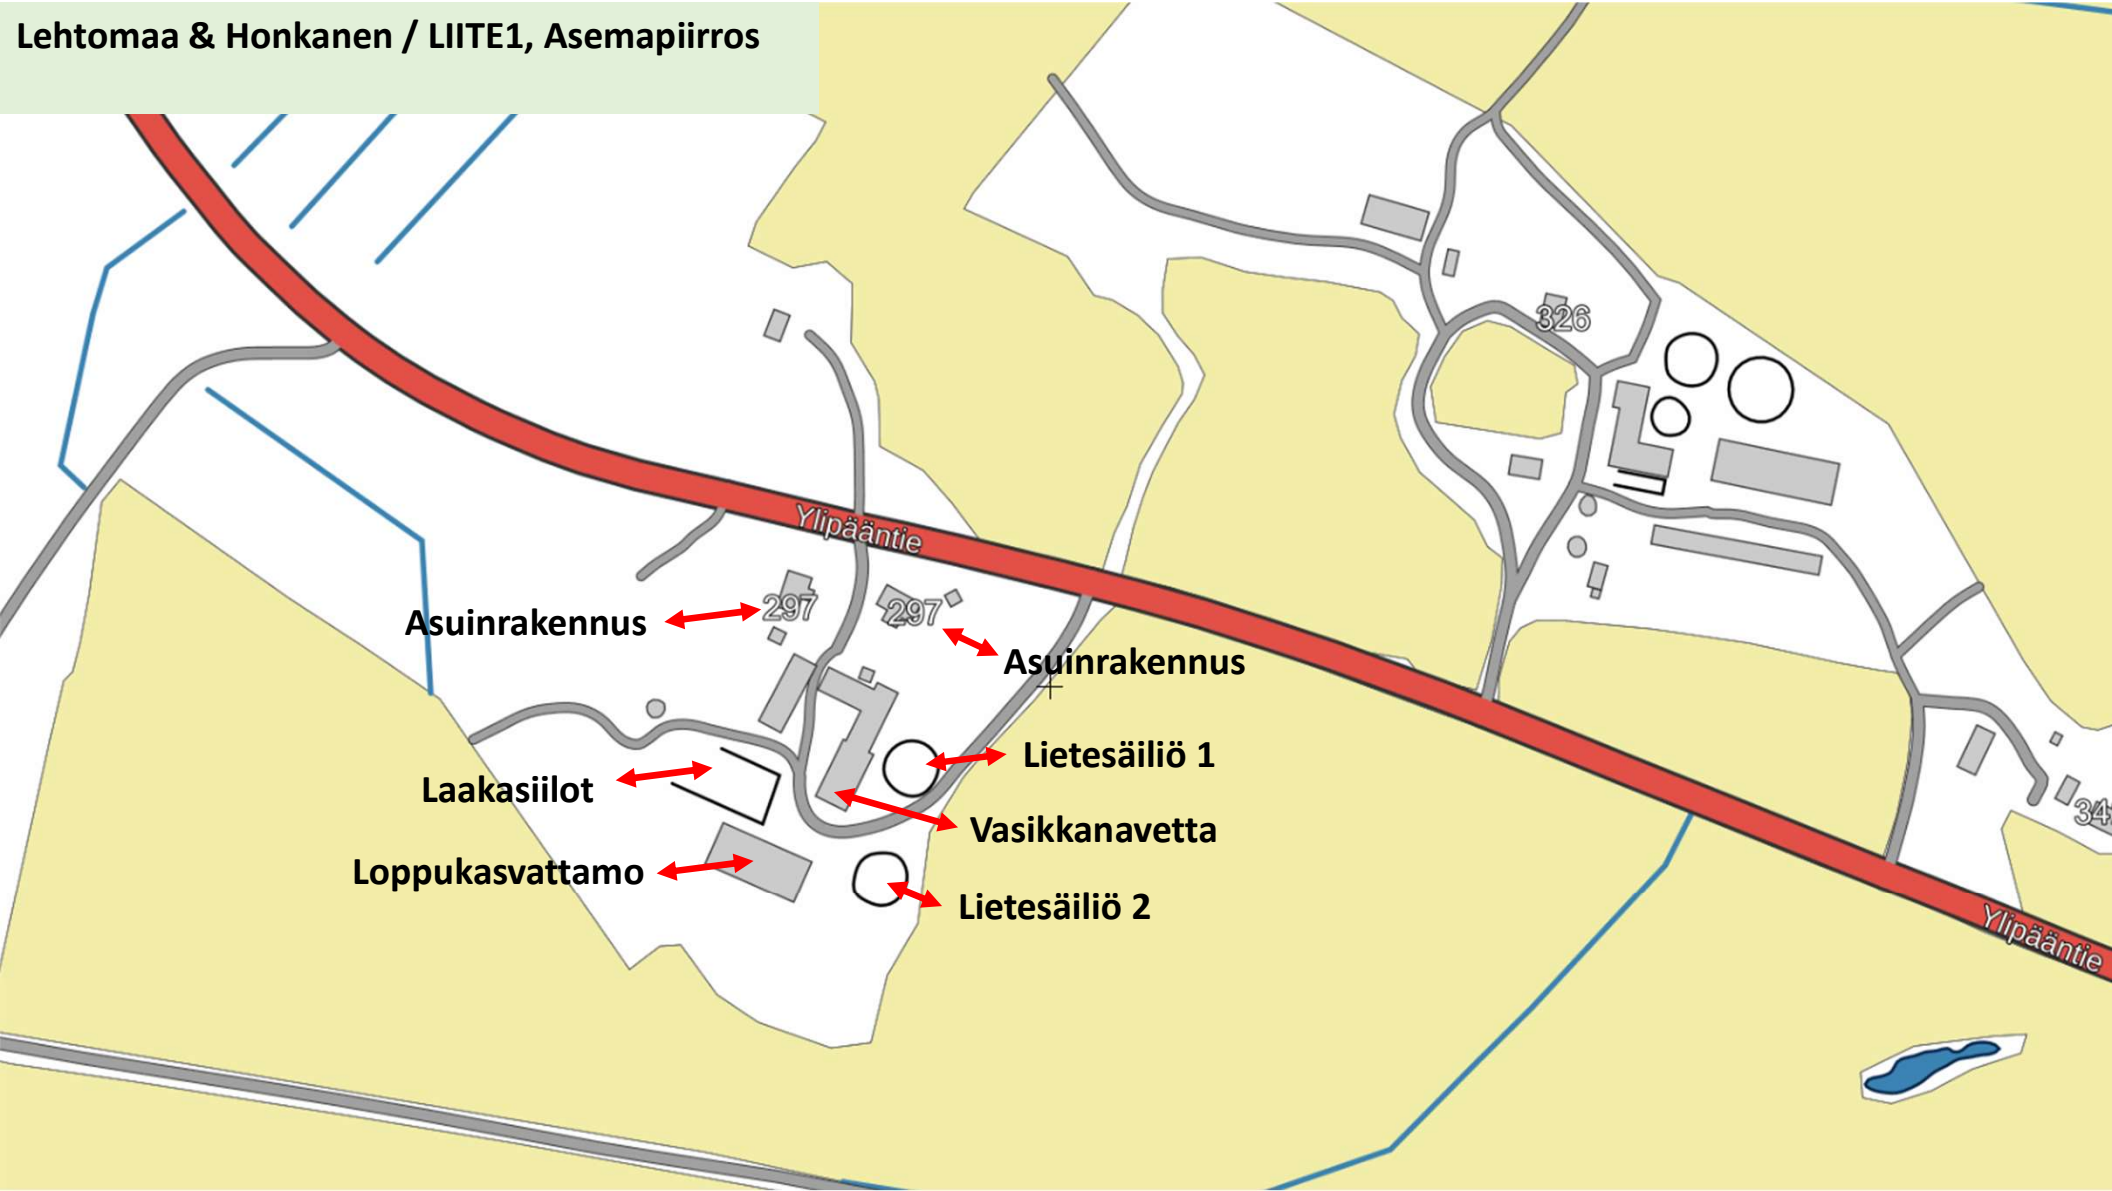 Lehtomaa & Honkanen / LIITE1, Asemapiirros
326
Ylipääntie
297
297
Asuinrakennus
Asuinrakennus
Lietesäiliö 1
Laakasiilot
Vasikkanavetta
Loppukasvattamo
Lietesäiliö 2
Ylipääntie